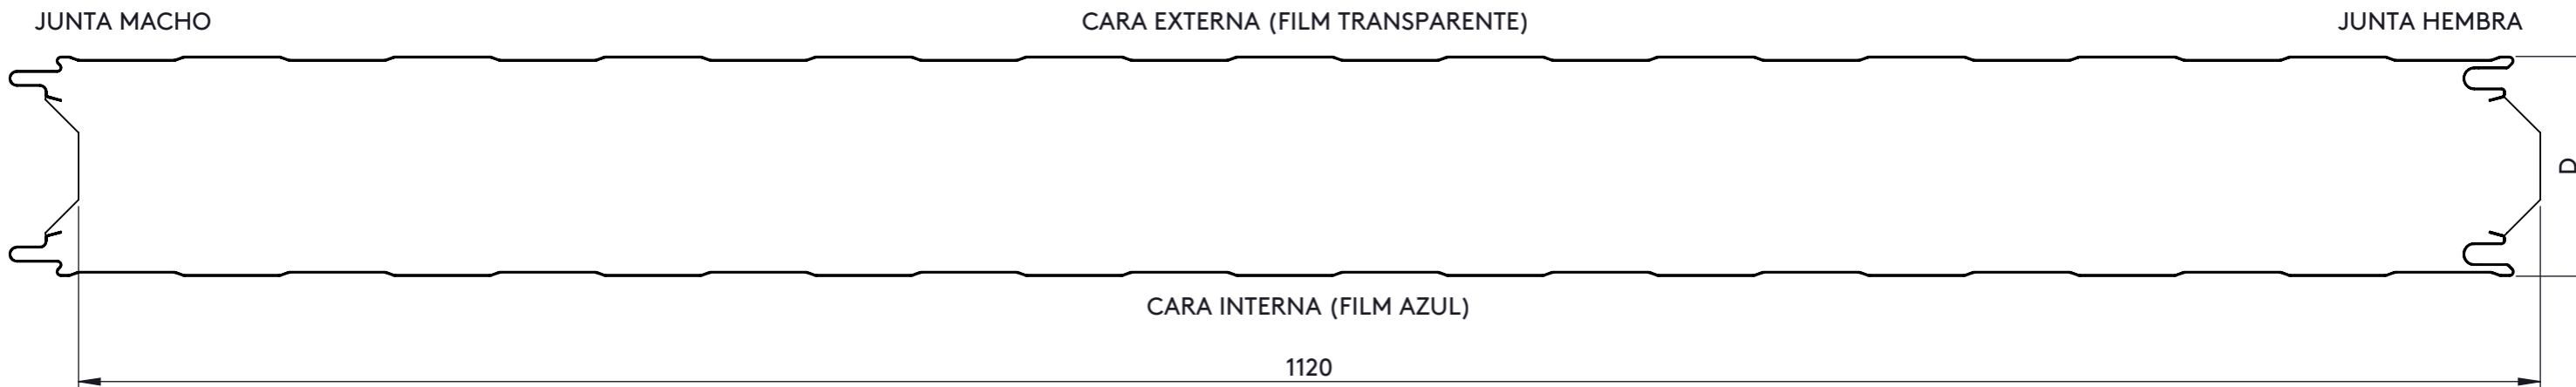 JUNTA MACHO
CARA EXTERNA (FILM TRANSPARENTE)
JUNTA HEMBRA
D
CARA INTERNA (FILM AZUL)
1120